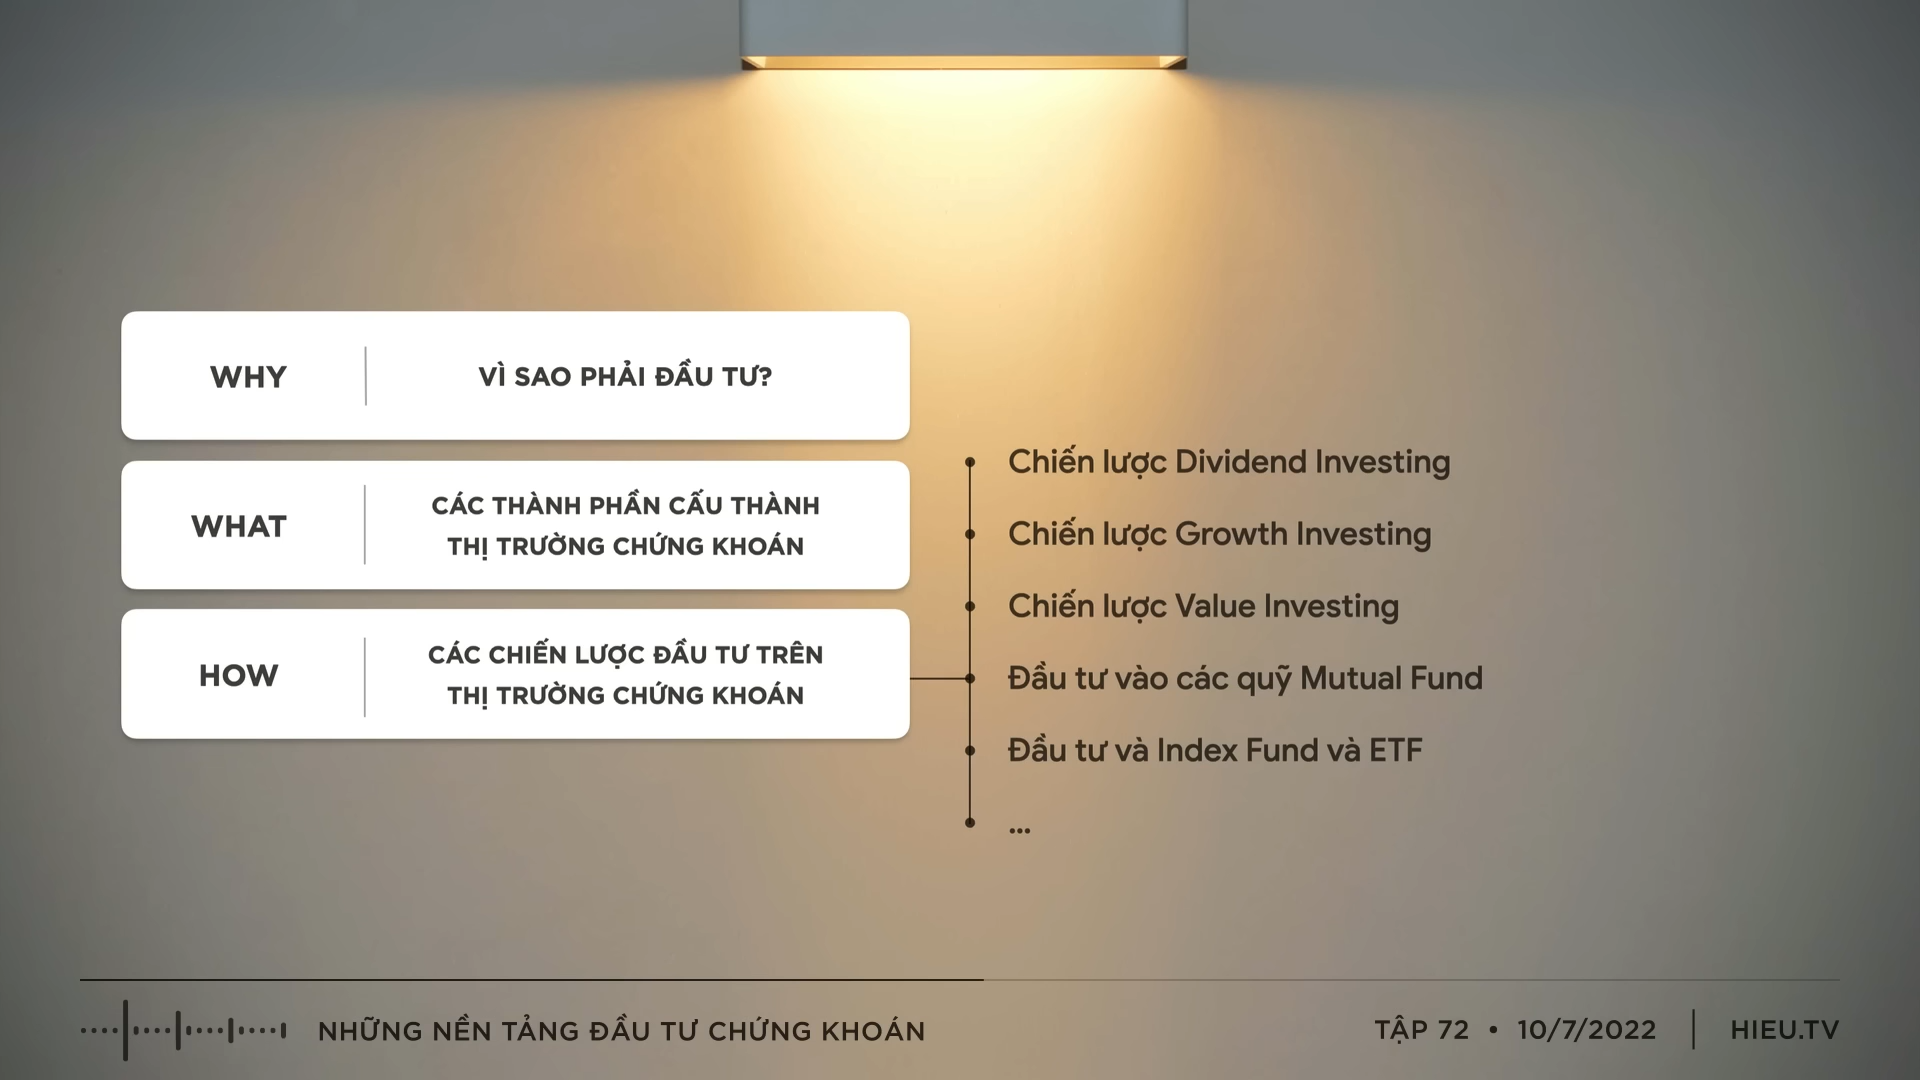 WHY
VÌ SAO PHẢI ĐẦU TƯ?
WHAT
CÁC THÀNH PHẦN CẤU THÀNH
THỊ TRƯỜNG CHỨNG KHOÁN
HOW
CÁC CHIẾN LƯỢC ĐẦU TƯ TRÊN
THỊ TRƯỜNG CHỨNG KHOÁN
Chiến lược Dividend Investing
Chiến lược Growth Investing
Chiến lược Value Investing
Đầu tư vào các quỹ Mutual Fund
Đầu tư và Index Fund và ETF
...
NHỮNG NỀN TẢNG ĐẦU TƯ CHỨNG KHOÁN
TẬP 72 • 10/7/2022 | HIEU.TV